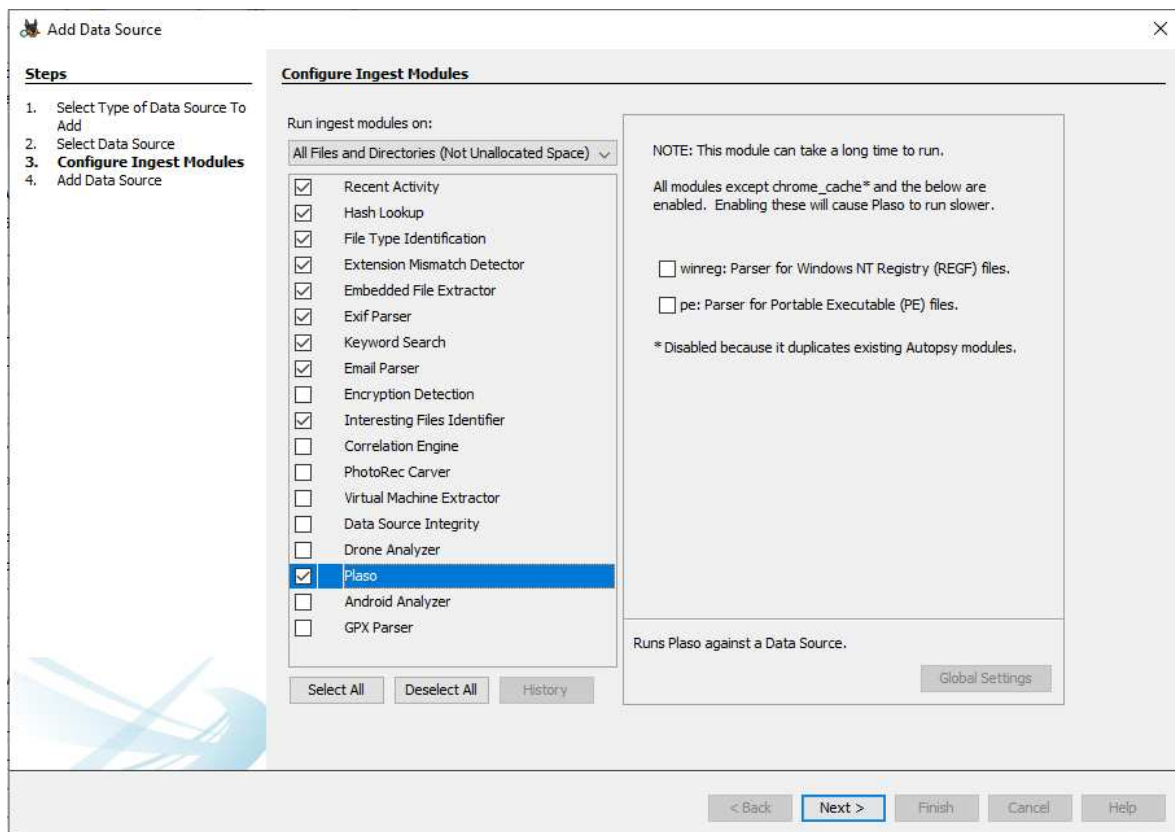 Add Data Source
Steps
1. Select Type of Data Source To
Add
2. Select Data Source
3. Configure Ingest Modules
4. Add Data Source
Configure Ingest Modules
Run ingest modules on:
All Files and Directories (Not Unallocated Space)
Recent Activity
Hash Lookup
File Type Identification
Extension Mismatch Detector
Embedded File Extractor
Exif Parser
Keyword Search
Email Parser
Encryption Detection
Interesting Files Identifier
Correlation Engine
PhotoRec Carver
Virtual Machine Extractor
Data Source Integrity
Drone Analyzer
Plaso
Android Analyzer
GPX Parser
Select All
Deselect All
History
NOTE: This module can take a long time to run.
All modules except chrome_cache* and the below are
enabled. Enabling these will cause Plaso to run slower.
winreg: Parser for Windows NT Registry (REGF) files.
pe: Parser for Portable Executable (PE) files.
* Disabled because it duplicates existing Autopsy modules.
Runs Plaso against a Data Source.
Global Settings
< Back
Next >
Finish
Cancel
Help